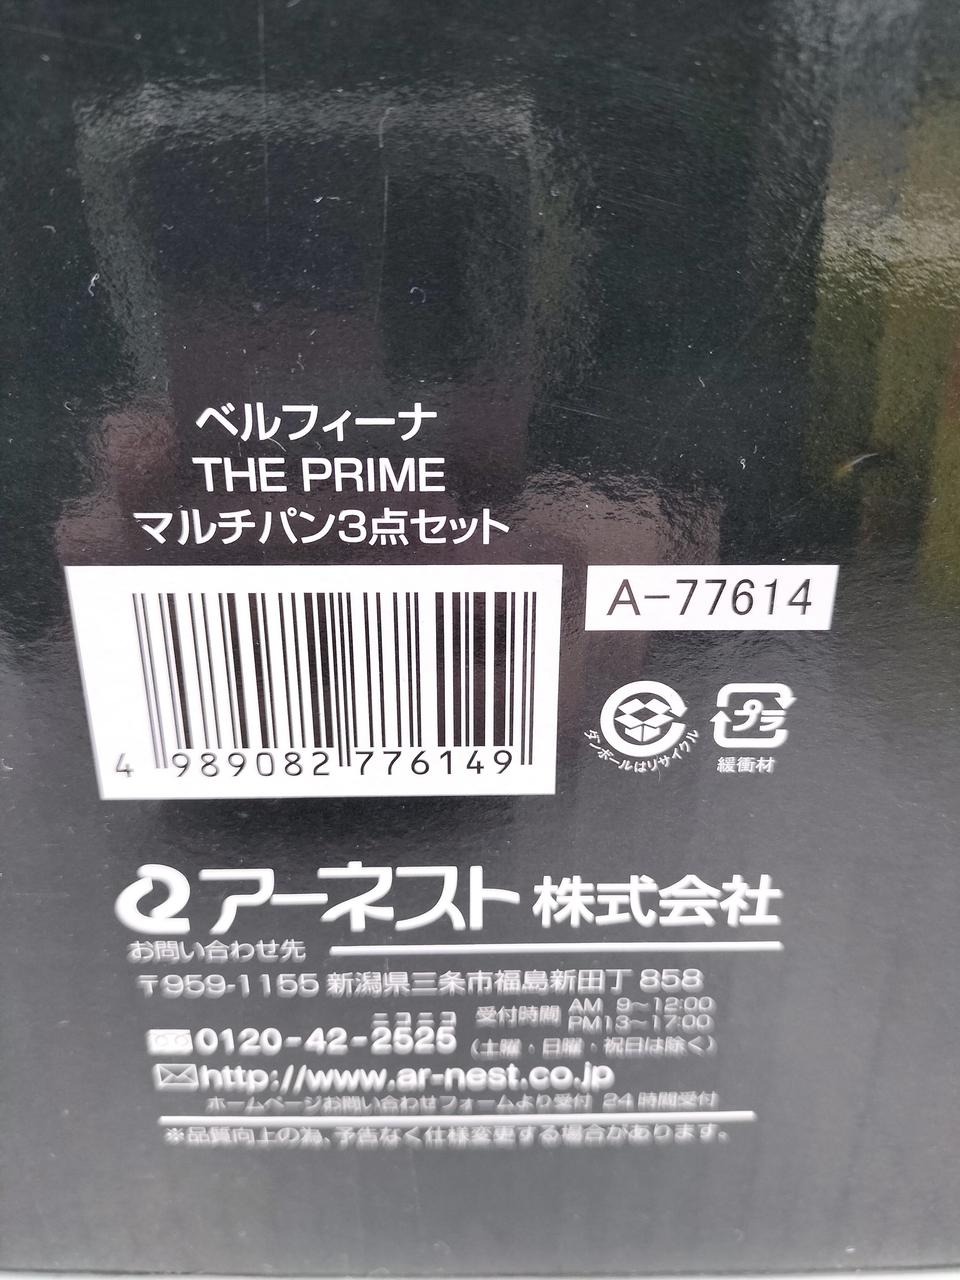 ベルフィーナ
THE PRIME
マルチパン3点セット
A-77614
4 989082 776149
ダンボールはリサイクル
プラ
緩衝材
アーネスト株式会社
お問い合わせ先
〒959-1155 新潟県三条市福島新田丁 858
ニコニコ
0120-42-2525
受付時間 AM 9〜12:00
PM13〜17:00
(土曜・日曜・祝日は除く)
http://www.ar-nest.co.jp
ホームページお問い合わせフォームより受付 24時間受付
※品質向上の為、予告なく仕様変更する場合があります。